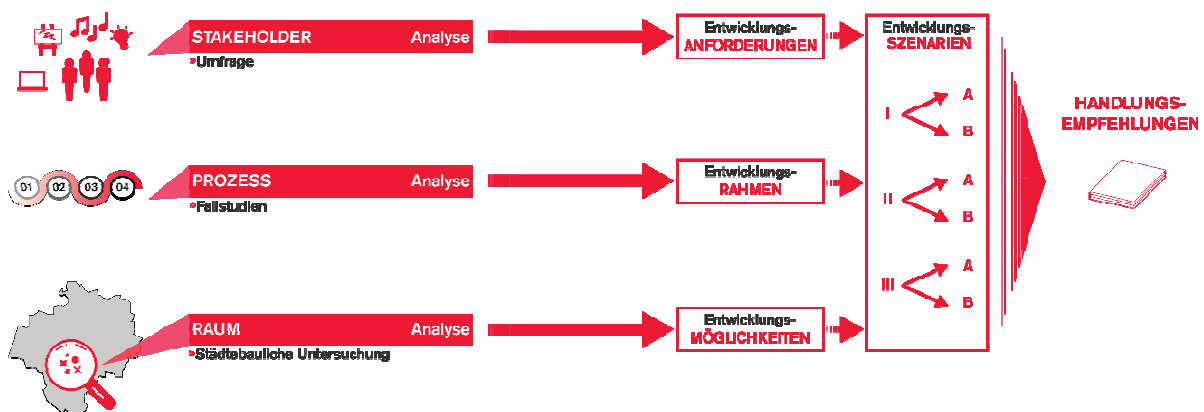 STAKEHOLDER Analyse
»Umfrage
Entwicklungs-
ANFORDERUNGEN
01 02 03 04
PROZESS Analyse
»Fallstudien
Entwicklungs-
RAHMEN
RAUM Analyse
»Städtebauliche Untersuchung
Entwicklungs-
MÖGLICHKEITEN
Entwicklungs-
SZENARIEN
I A
B
II A
B
III A
B
HANDLUNGS-
EMPFEHLUNGEN